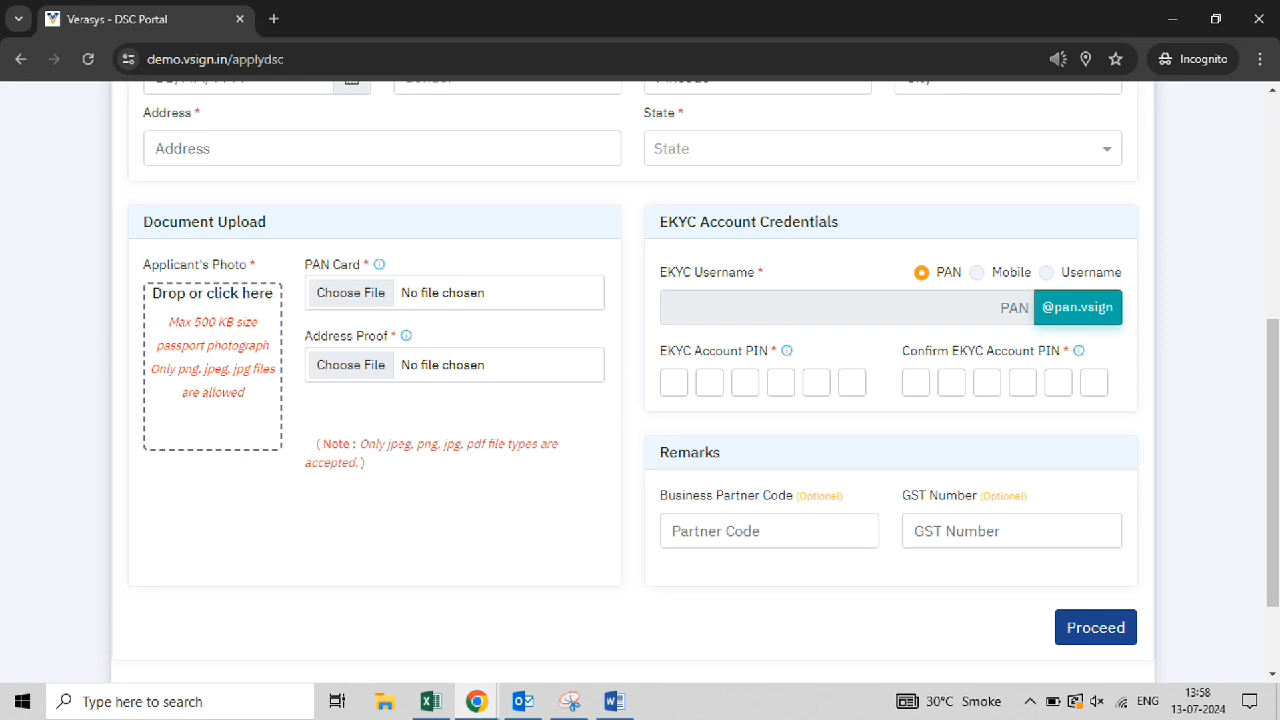 Verasys - DSC Portal
demo.vsign.in/applydsc
Incognito
Address *
State *
Address
State
Document Upload
Applicant's Photo *
Drop or click here
Max 500 KB size
passport photograph
Only png, jpeg, jpg files
are allowed
PAN Card *
Choose File No file chosen
Address Proof *
Choose File No file chosen
( Note : Only jpeg, png, jpg, pdf file types are
accepted. )
EKYC Account Credentials
EKYC Username *
PAN Mobile Username
PAN @pan.vsign
EKYC Account PIN *
Confirm EKYC Account PIN *
Remarks
Business Partner Code (Optional)
GST Number (Optional)
Partner Code
GST Number
Proceed
Type here to search
30°C Smoke
ENG
13:58
13-07-2024